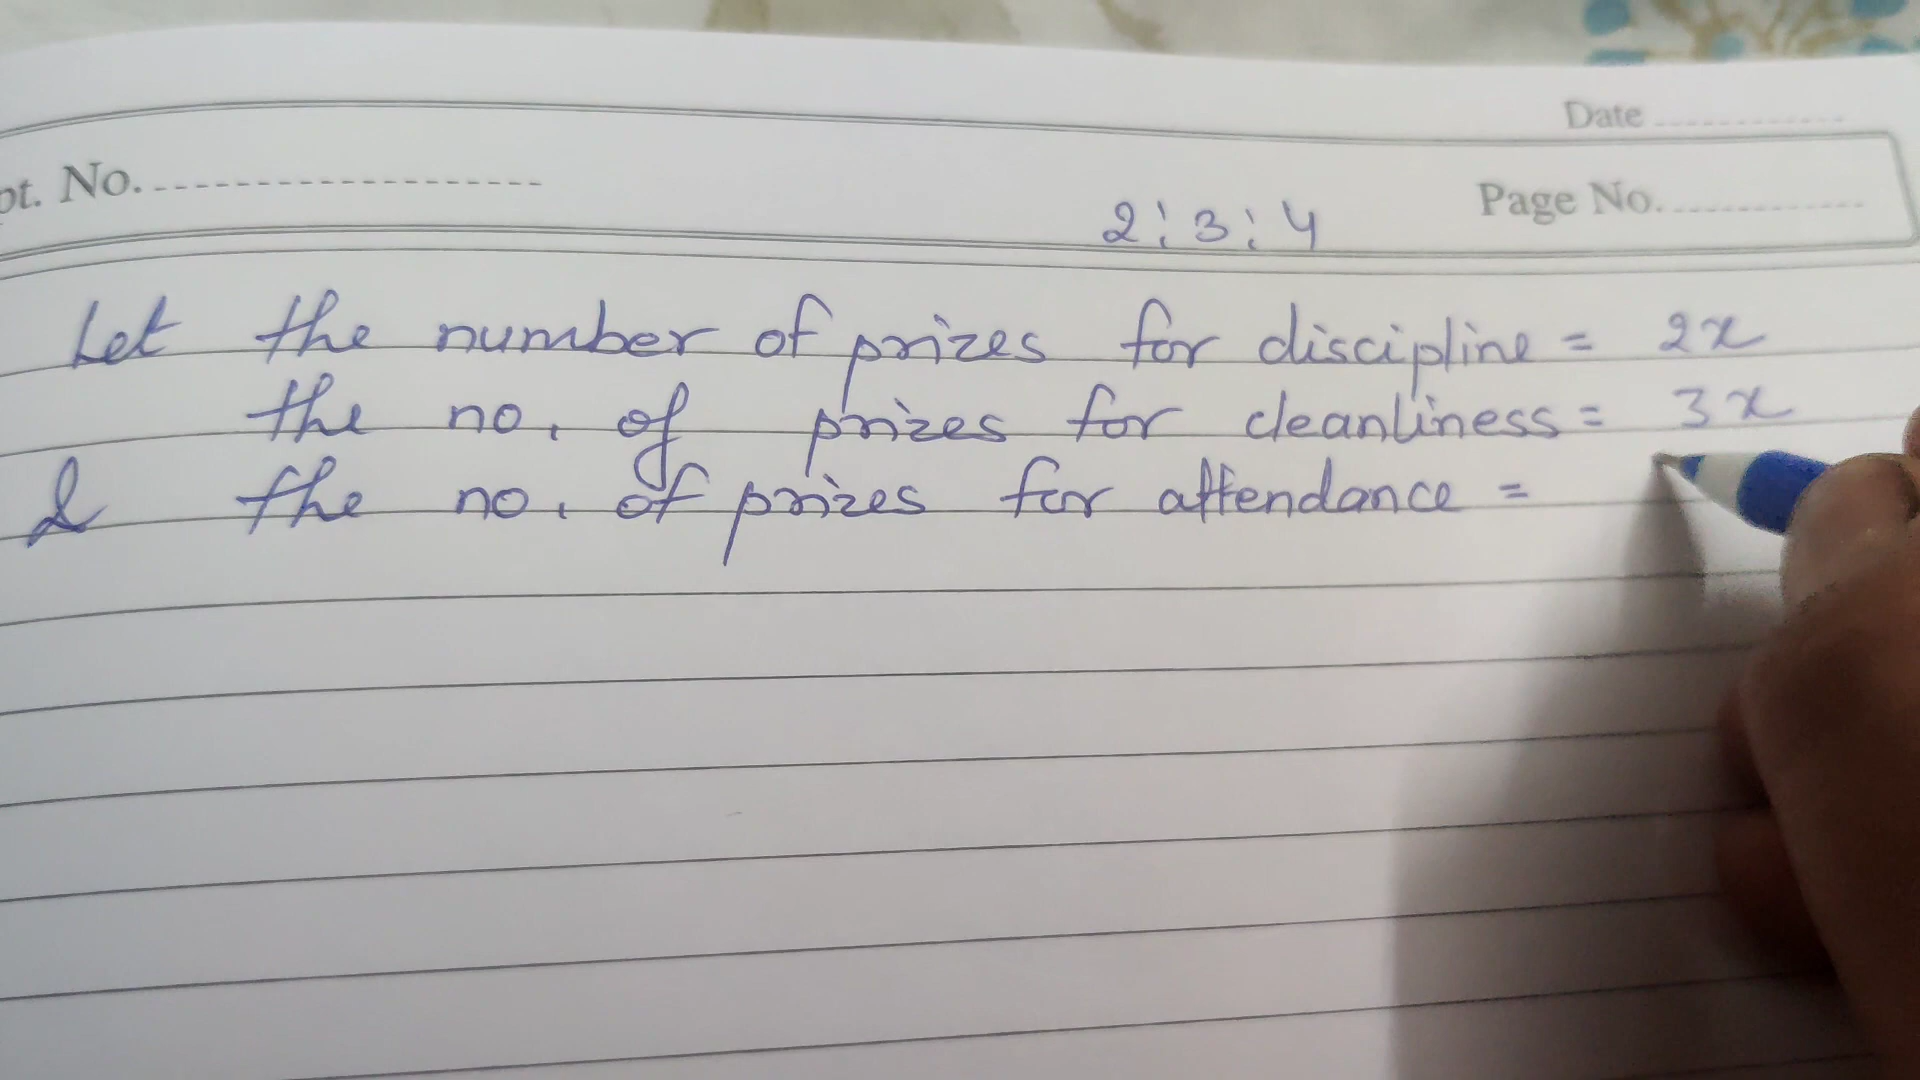 Date
pt. No.
Page No.
2:3:4
Let the number of prizes for discipline = 2x
the no. of prizes for cleanliness = 3x
& the no. of prizes for attendance =